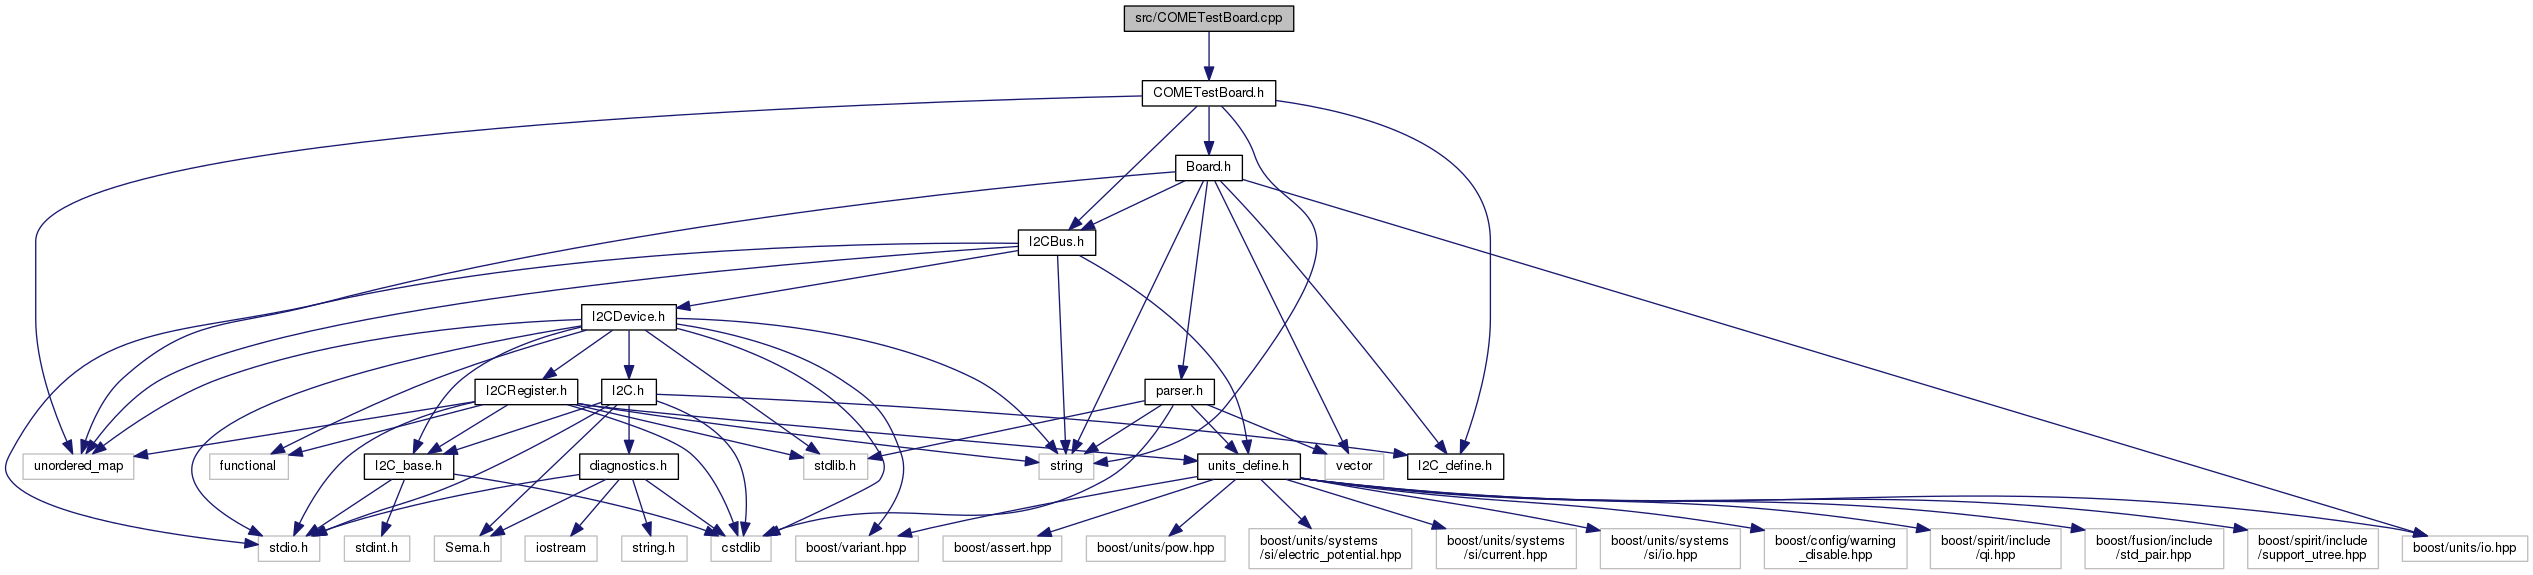 src/COMETestBoard.cpp
COMETestBoard.h
Board.h
I2CBus.h
I2CDevice.h
I2CRegister.h
I2C.h
parser.h
unordered_map
functional
I2C_base.h
diagnostics.h
stdlib.h
string
units_define.h
vector
I2C_define.h
stdio.h
stdint.h
Sema.h
iostream
string.h
cstdlib
boost/variant.hpp
boost/assert.hpp
boost/units/pow.hpp
boost/units/systems
/si/electric_potential.hpp
boost/units/systems
/si/current.hpp
boost/units/systems
/si/io.hpp
boost/config/warning
_disable.hpp
boost/spirit/include
/qi.hpp
boost/fusion/include
/std_pair.hpp
boost/spirit/include
/support_utree.hpp
boost/units/io.hpp